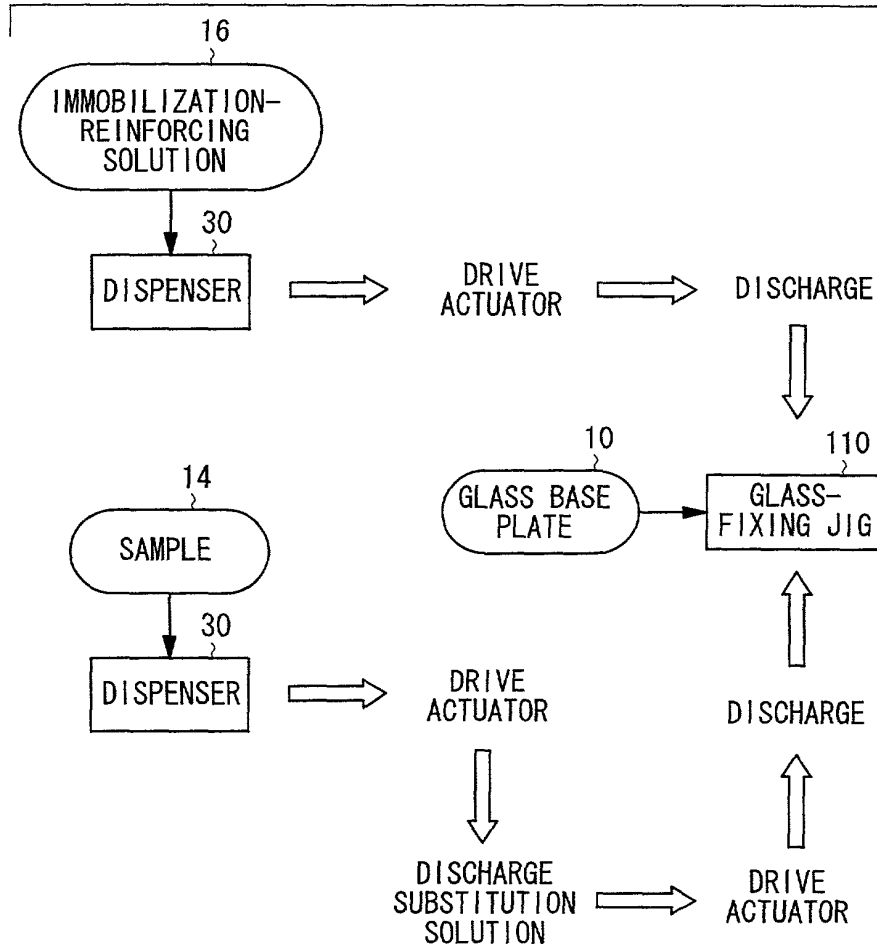 16
IMMOBILIZATION-
REINFORCING
SOLUTION
30
DISPENSER
DRIVE
ACTUATOR
DISCHARGE
10
GLASS BASE
PLATE
110
GLASS-
FIXING JIG
14
SAMPLE
30
DISPENSER
DRIVE
ACTUATOR
DISCHARGE
SUBSTITUTION
SOLUTION
DRIVE
ACTUATOR
DISCHARGE